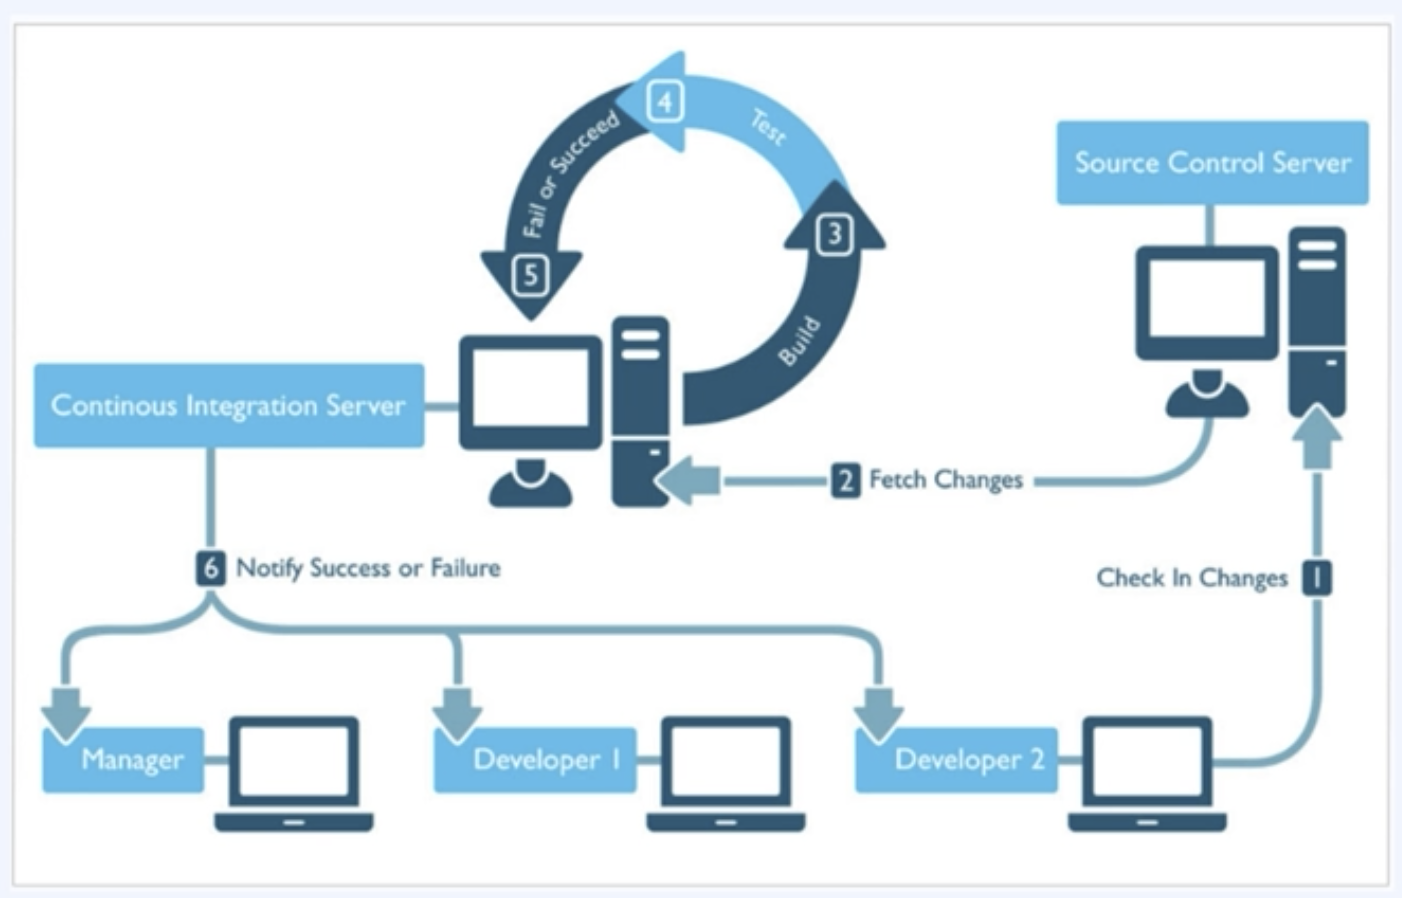 4
Test
Fail or Succeed
Source Control Server
3
5
Build
Continous Integration Server
2 Fetch Changes
6 Notify Success or Failure
Check In Changes 1
Manager
Developer 1
Developer 2